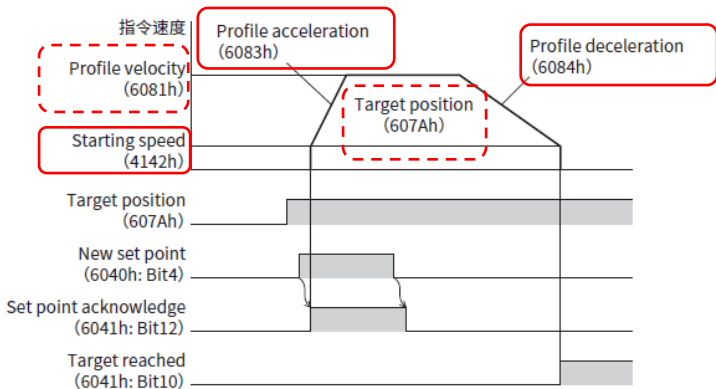 指令速度
Profile acceleration
（6083h）
Profile deceleration
（6084h）
Profile velocity
（6081h）
Target position
（607Ah）
Starting speed
（4142h）
Target position
（607Ah）
New set point
（6040h: Bit4）
Set point acknowledge
（6041h: Bit12）
Target reached
（6041h: Bit10）